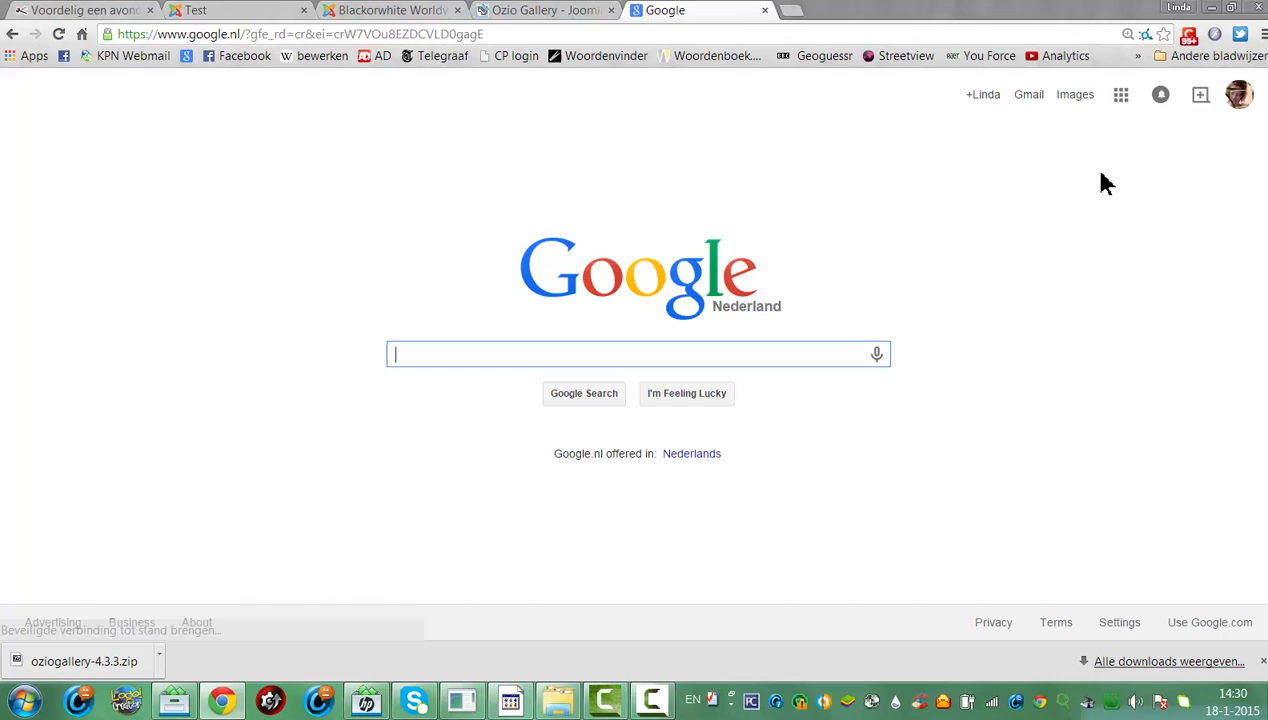 Voordelig een avond
Test
Blackorwhite Worldw
Ozio Gallery - Jooml
Google
Linda
https://www.google.nl/?gfe_rd=cr&ei=crW7VOu8EZDCVLD0gagE
Apps
KPN Webmail
Facebook
bewerken
AD
Telegraaf
CP login
Woordenvinder
Woordenboek....
Geoguessr
Streetview
You Force
Analytics
» Andere bladwijzer
+Linda Gmail Images
Google
Nederland
Google Search I'm Feeling Lucky
Google.nl offered in: Nederlands
Advertising Business About
Privacy Terms Settings Use Google.com
Beveiligde verbinding tot stand brengen...
oziogallery-4.3.3.zip
Alle downloads weergeven...
EN
14:30
18-1-2015